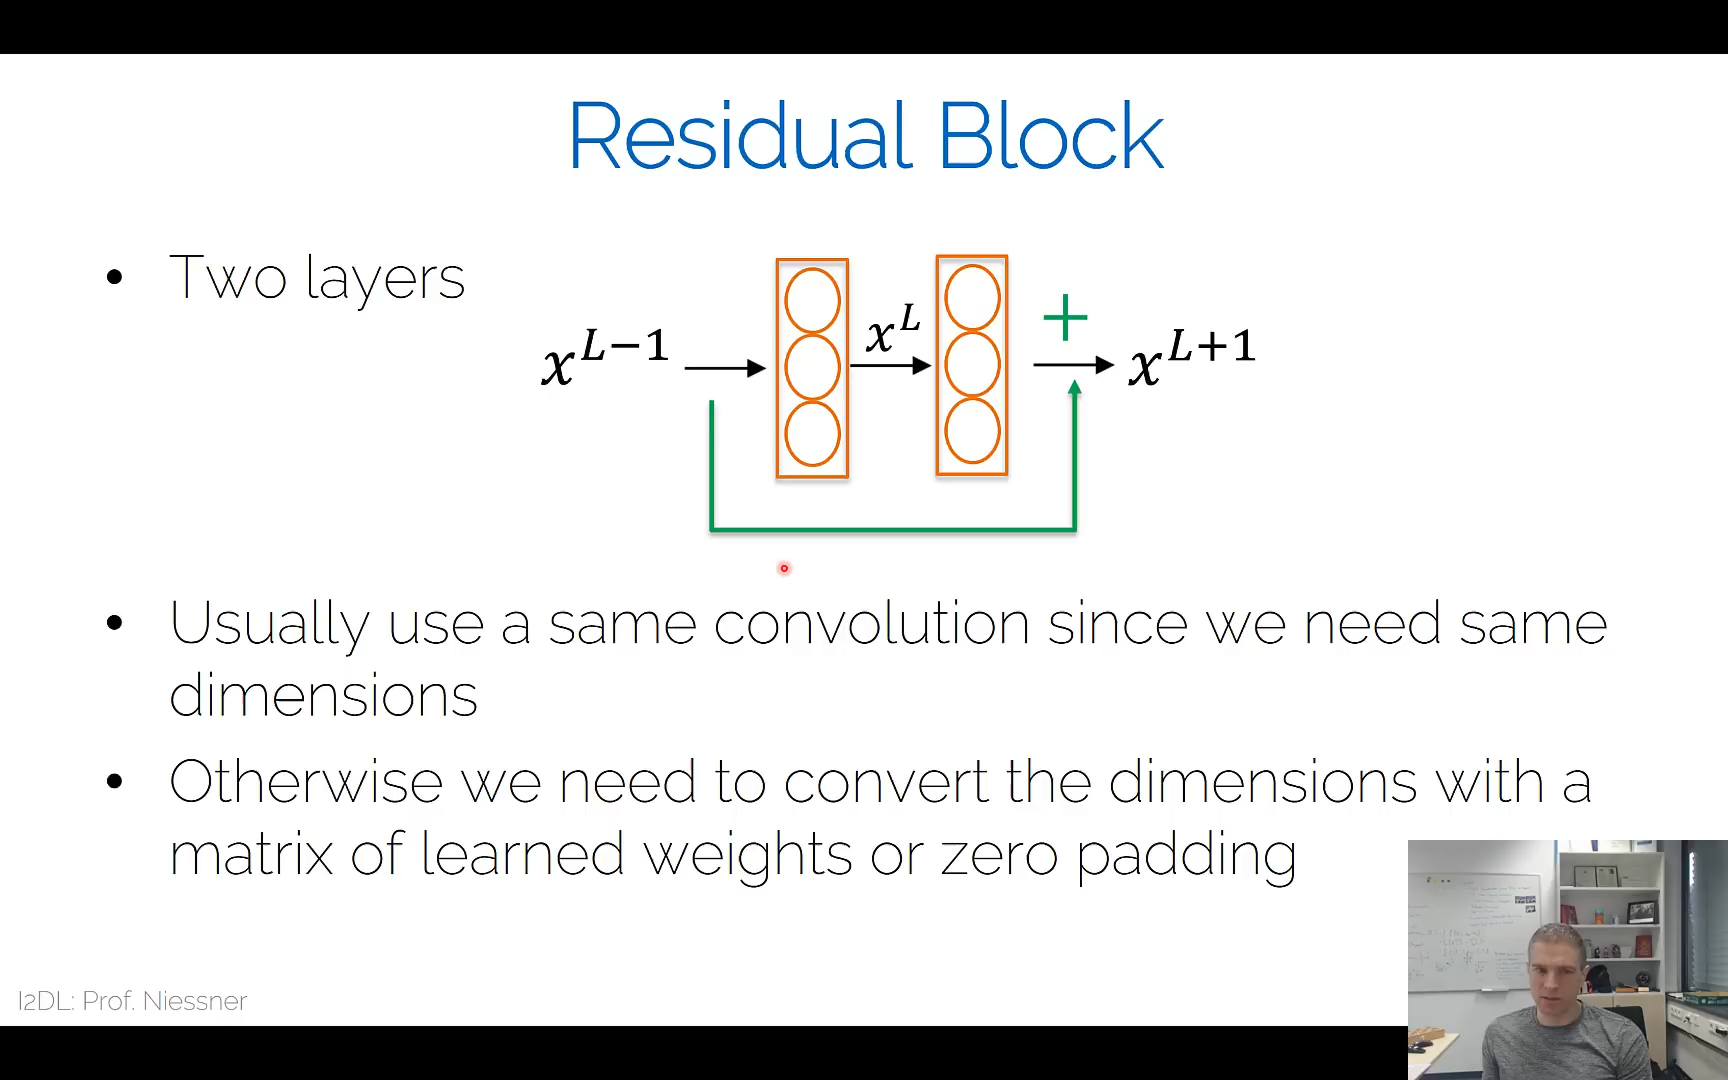 Residual Block
• Two layers
x^{L-1} x^L + x^{L+1}
• Usually use a same convolution since we need same
dimensions
• Otherwise we need to convert the dimensions with a
matrix of learned weights or zero padding
I2DL: Prof. Niessner